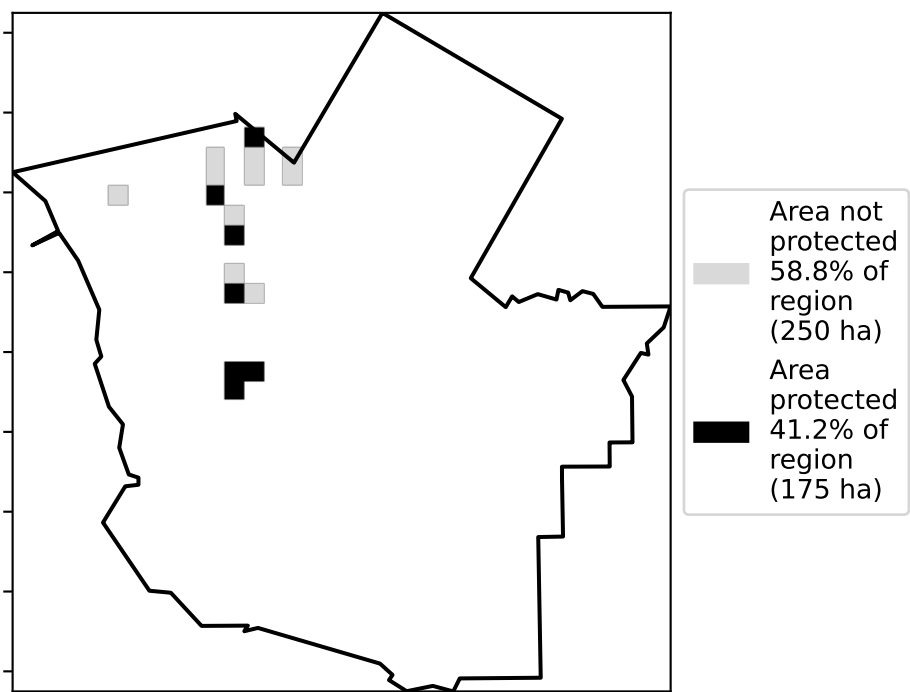 Area not
protected
58.8% of
region
(250 ha)
Area
protected
41.2% of
region
(175 ha)